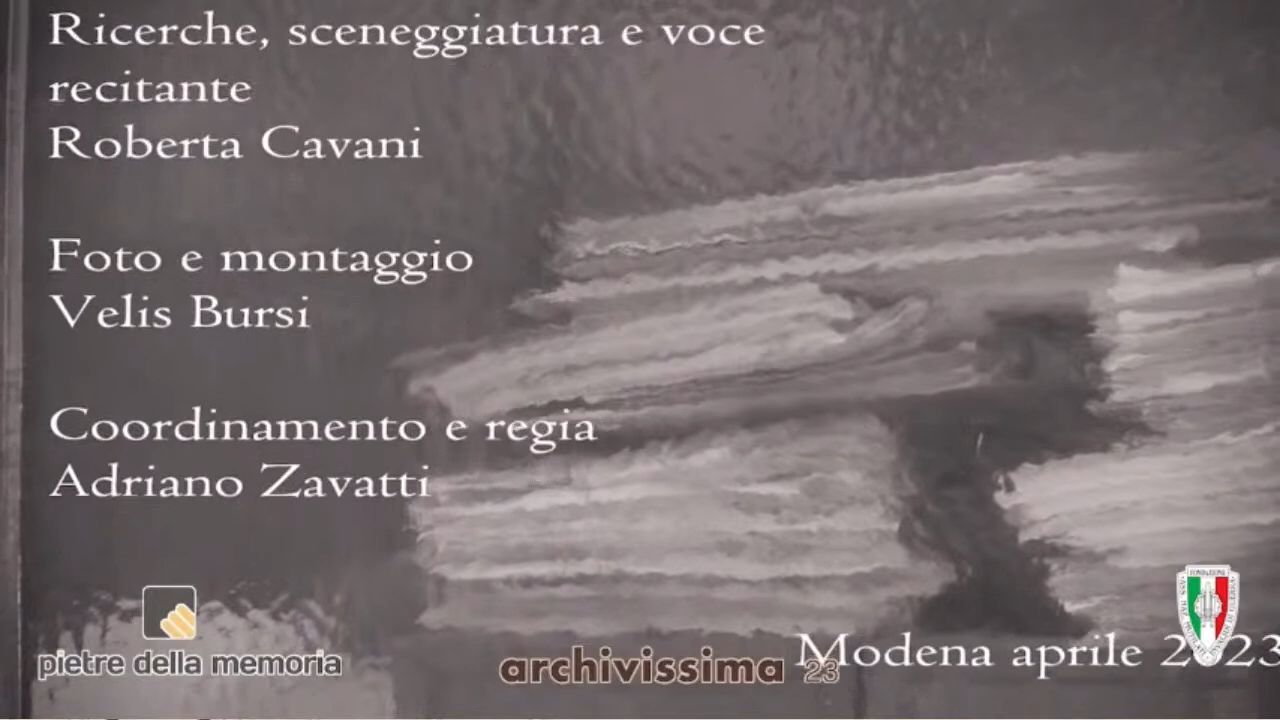 Ricerche, sceneggiatura e voce
recitante
Roberta Cavani
Foto e montaggio
Velis Bursi
Coordinamento e regia
Adriano Zavatti
Modena aprile 2023
pietre della memoria
archivissima 23
FONDAZIONE